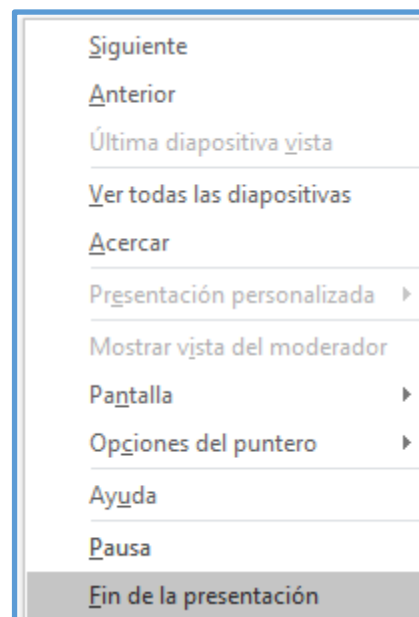 Siguiente
Anterior
Última diapositiva vista
Ver todas las diapositivas
Acercar
Presentación personalizada
Mostrar vista del moderador
Pantalla
Opciones del puntero
Ayuda
Pausa
Fin de la presentación